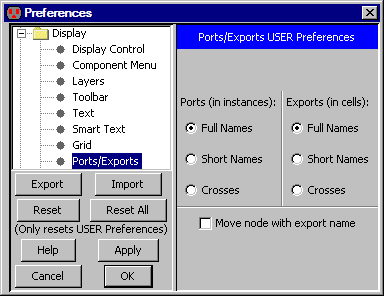 Preferences
Display
Display Control
Component Menu
Layers
Toolbar
Text
Smart Text
Grid
Ports/Exports
Export Import
Reset Reset All
(Only resets USER Preferences)
Help Apply
Cancel OK
Ports/Exports USER Preferences
Ports (in instances): Exports (in cells):
Full Names Full Names
Short Names Short Names
Crosses Crosses
Move node with export name